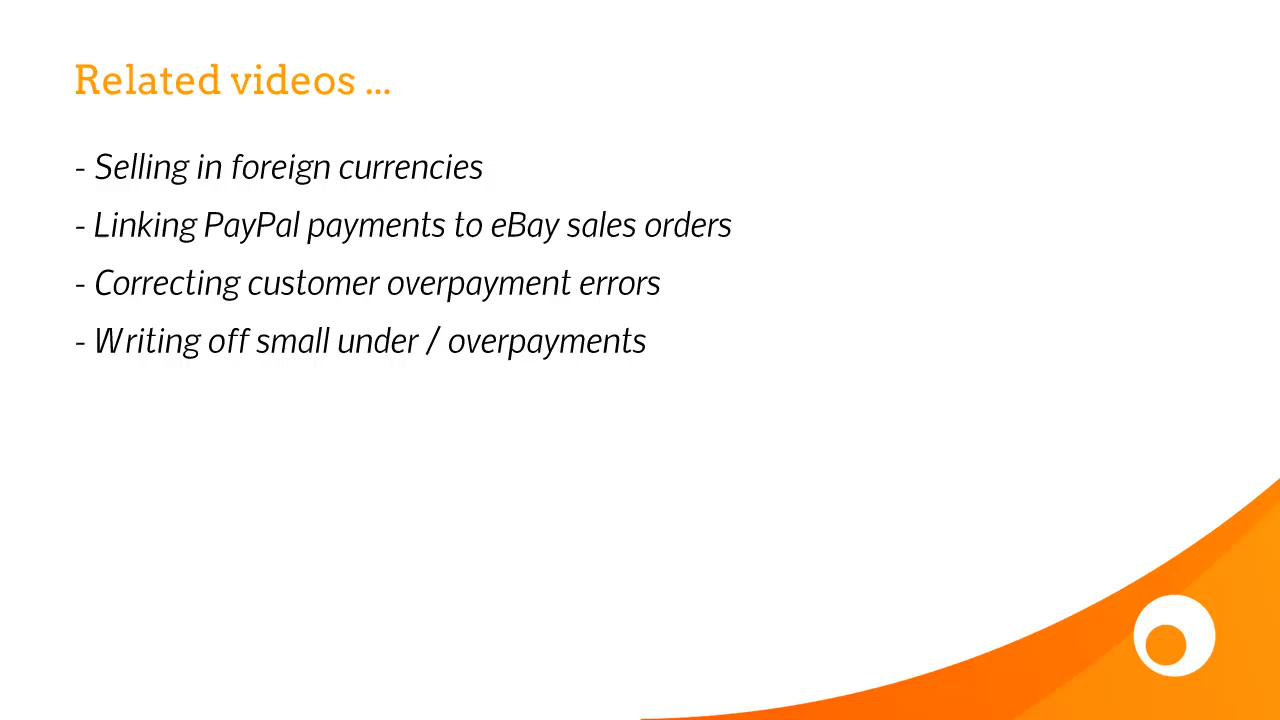 Related videos ...
- Selling in foreign currencies
- Linking PayPal payments to eBay sales orders
- Correcting customer overpayment errors
- Writing off small under / overpayments